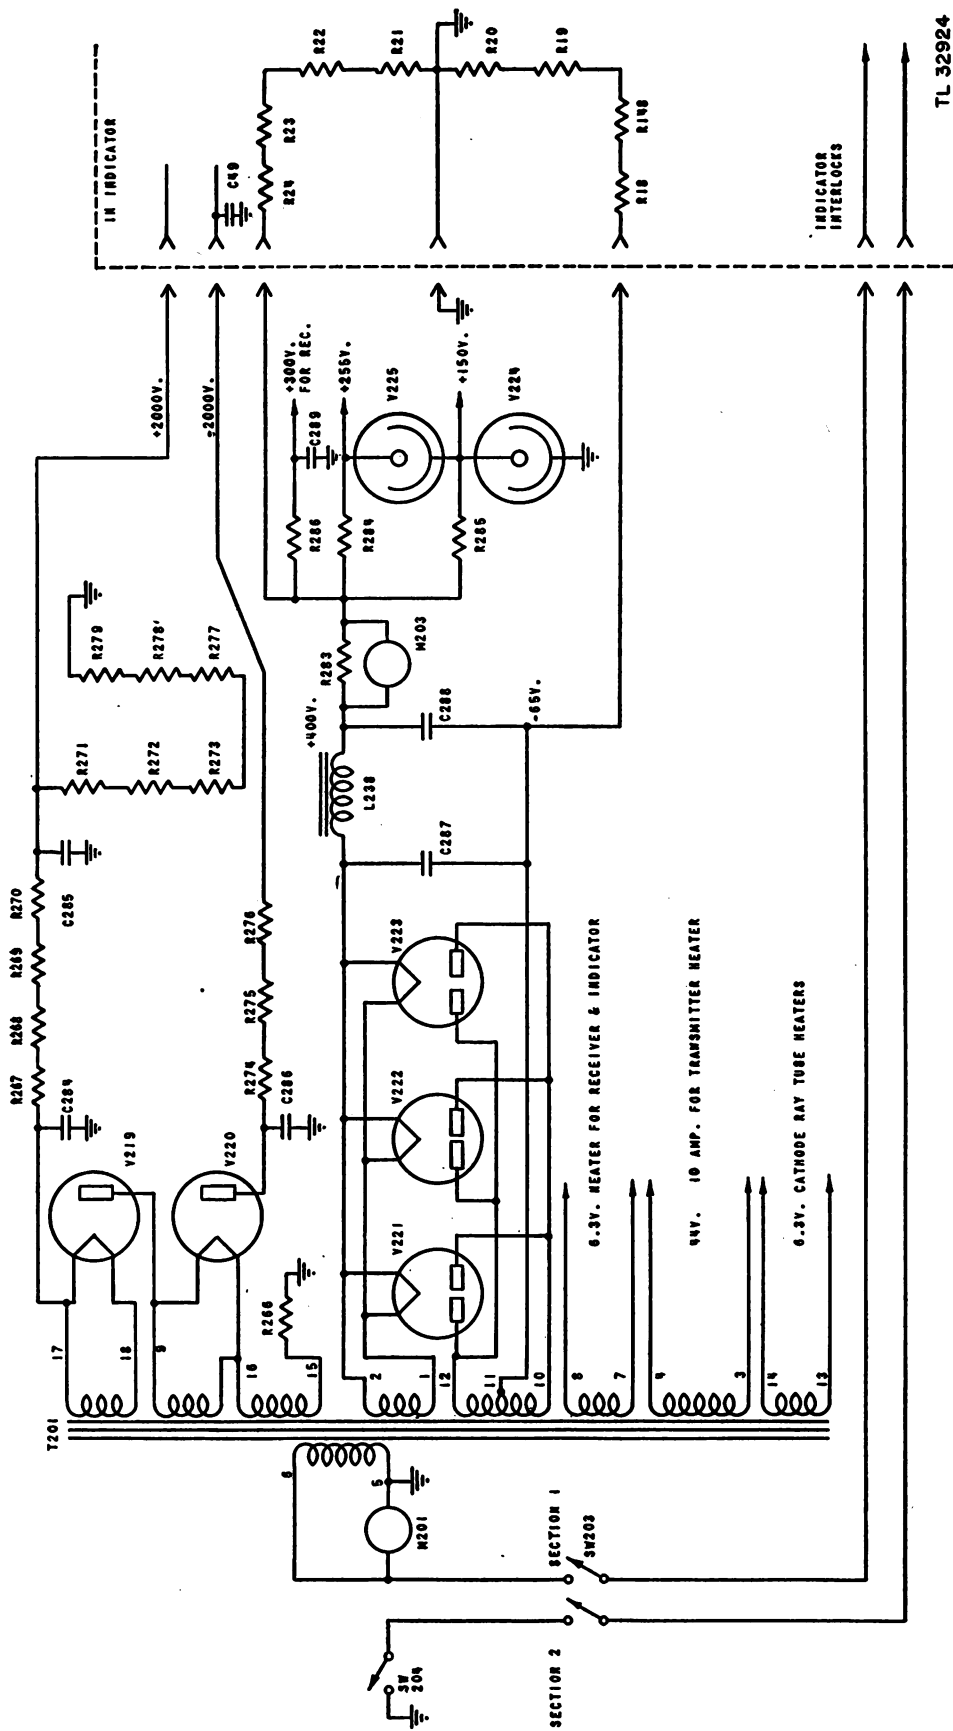 T201
17
18
9
16
15
2
1
12
11
10
8
7
4
3
14
13
6
5
V219
V220
R266
R267
R268
R269
R270
C284
C285
R274
R275
R276
C286
R271
R272
R273
R277
R278
R279
+2000V.
-2000V.
IN INDICATOR
C49
R24
R23
R22
R21
R20
R19
R18
R148
V221
V222
V223
C287
L238
+400V.
C288
-65V.
R283
M203
R286
+300V.
FOR REC.
C289
R284
+255V.
V225
R285
+150V.
V224
6.3V. HEATER FOR RECEIVER & INDICATOR
44V. 10 AMP. FOR TRANSMITTER HEATER
6.3V. CATHODE RAY TUBE HEATERS
M201
SECTION 1
SW203
SECTION 2
SW
204
INDICATOR
INTERLOCKS
TL 32924